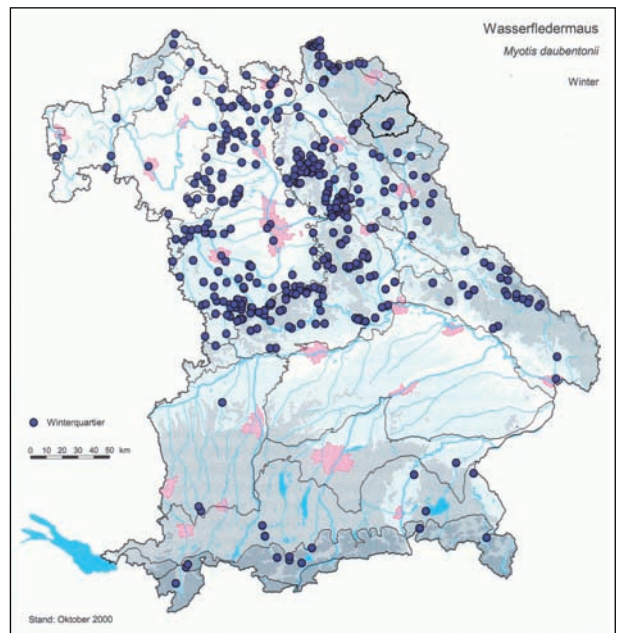 Wasserfledermaus
Myotis daubentonii
Winter
Winterquartier
0 10 20 30 40 50
km
Stand: Oktober 2000